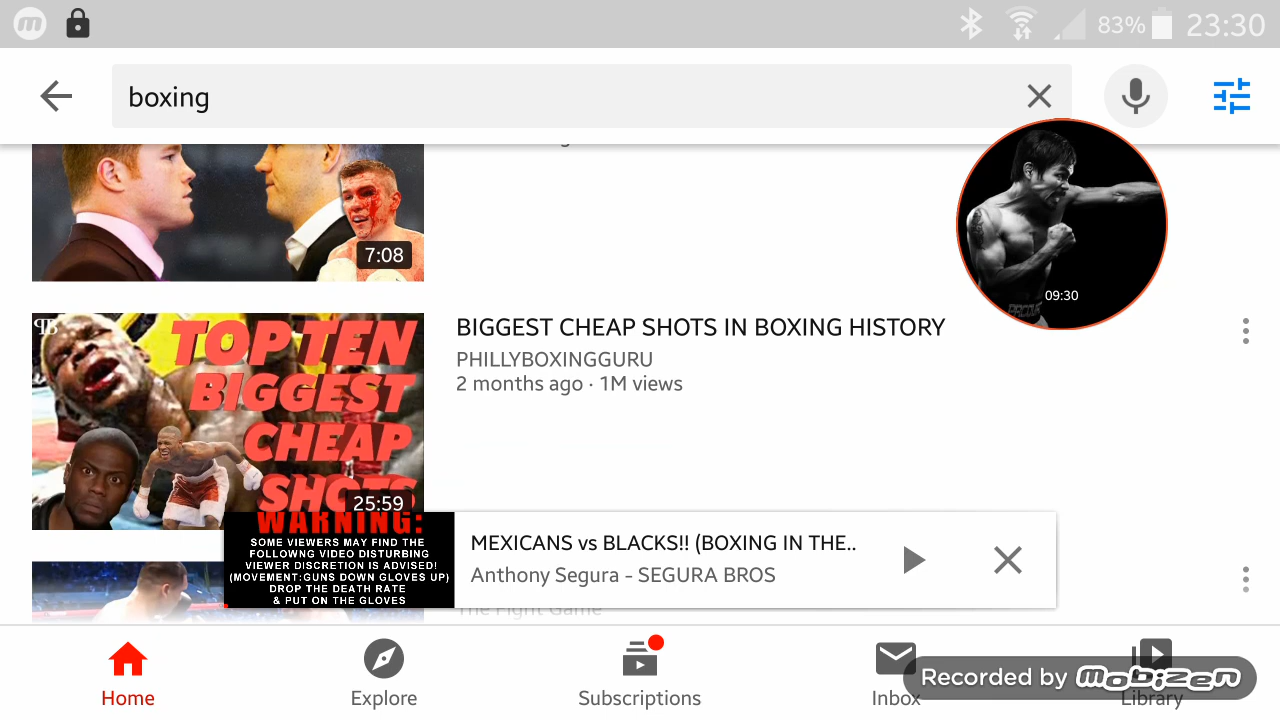 83% 23:30
boxing
7:08
09:30
TOP TEN
BIGGEST
CHEAP
SHOTS
25:59
BIGGEST CHEAP SHOTS IN BOXING HISTORY
PHILLYBOXINGGURU
2 months ago · 1M views
WARNING:
SOME VIEWERS MAY FIND THE
FOLLOWNG VIDEO DISTURBING
VIEWER DISCRETION IS ADVISED!
(MOVEMENT:GUNS DOWN GLOVES UP)
DROP THE DEATH RATE
& PUT ON THE GLOVES
MEXICANS vs BLACKS!! (BOXING IN THE..
Anthony Segura - SEGURA BROS
The Fight Game
Home
Explore
Subscriptions
Inbox
Library
Recorded by mobizen